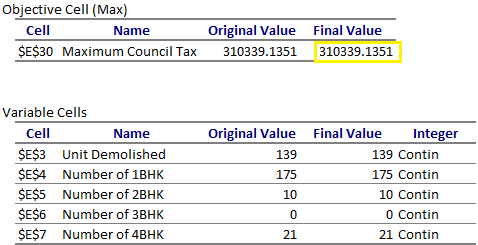 Objective Cell (Max)
Cell Name Original Value Final Value
$E$30 Maximum Council Tax 310339.1351 310339.1351
Variable Cells
Cell Name Original Value Final Value Integer
$E$3 Unit Demolished 139 139 Contin
$E$4 Number of 1BHK 175 175 Contin
$E$5 Number of 2BHK 10 10 Contin
$E$6 Number of 3BHK 0 0 Contin
$E$7 Number of 4BHK 21 21 Contin